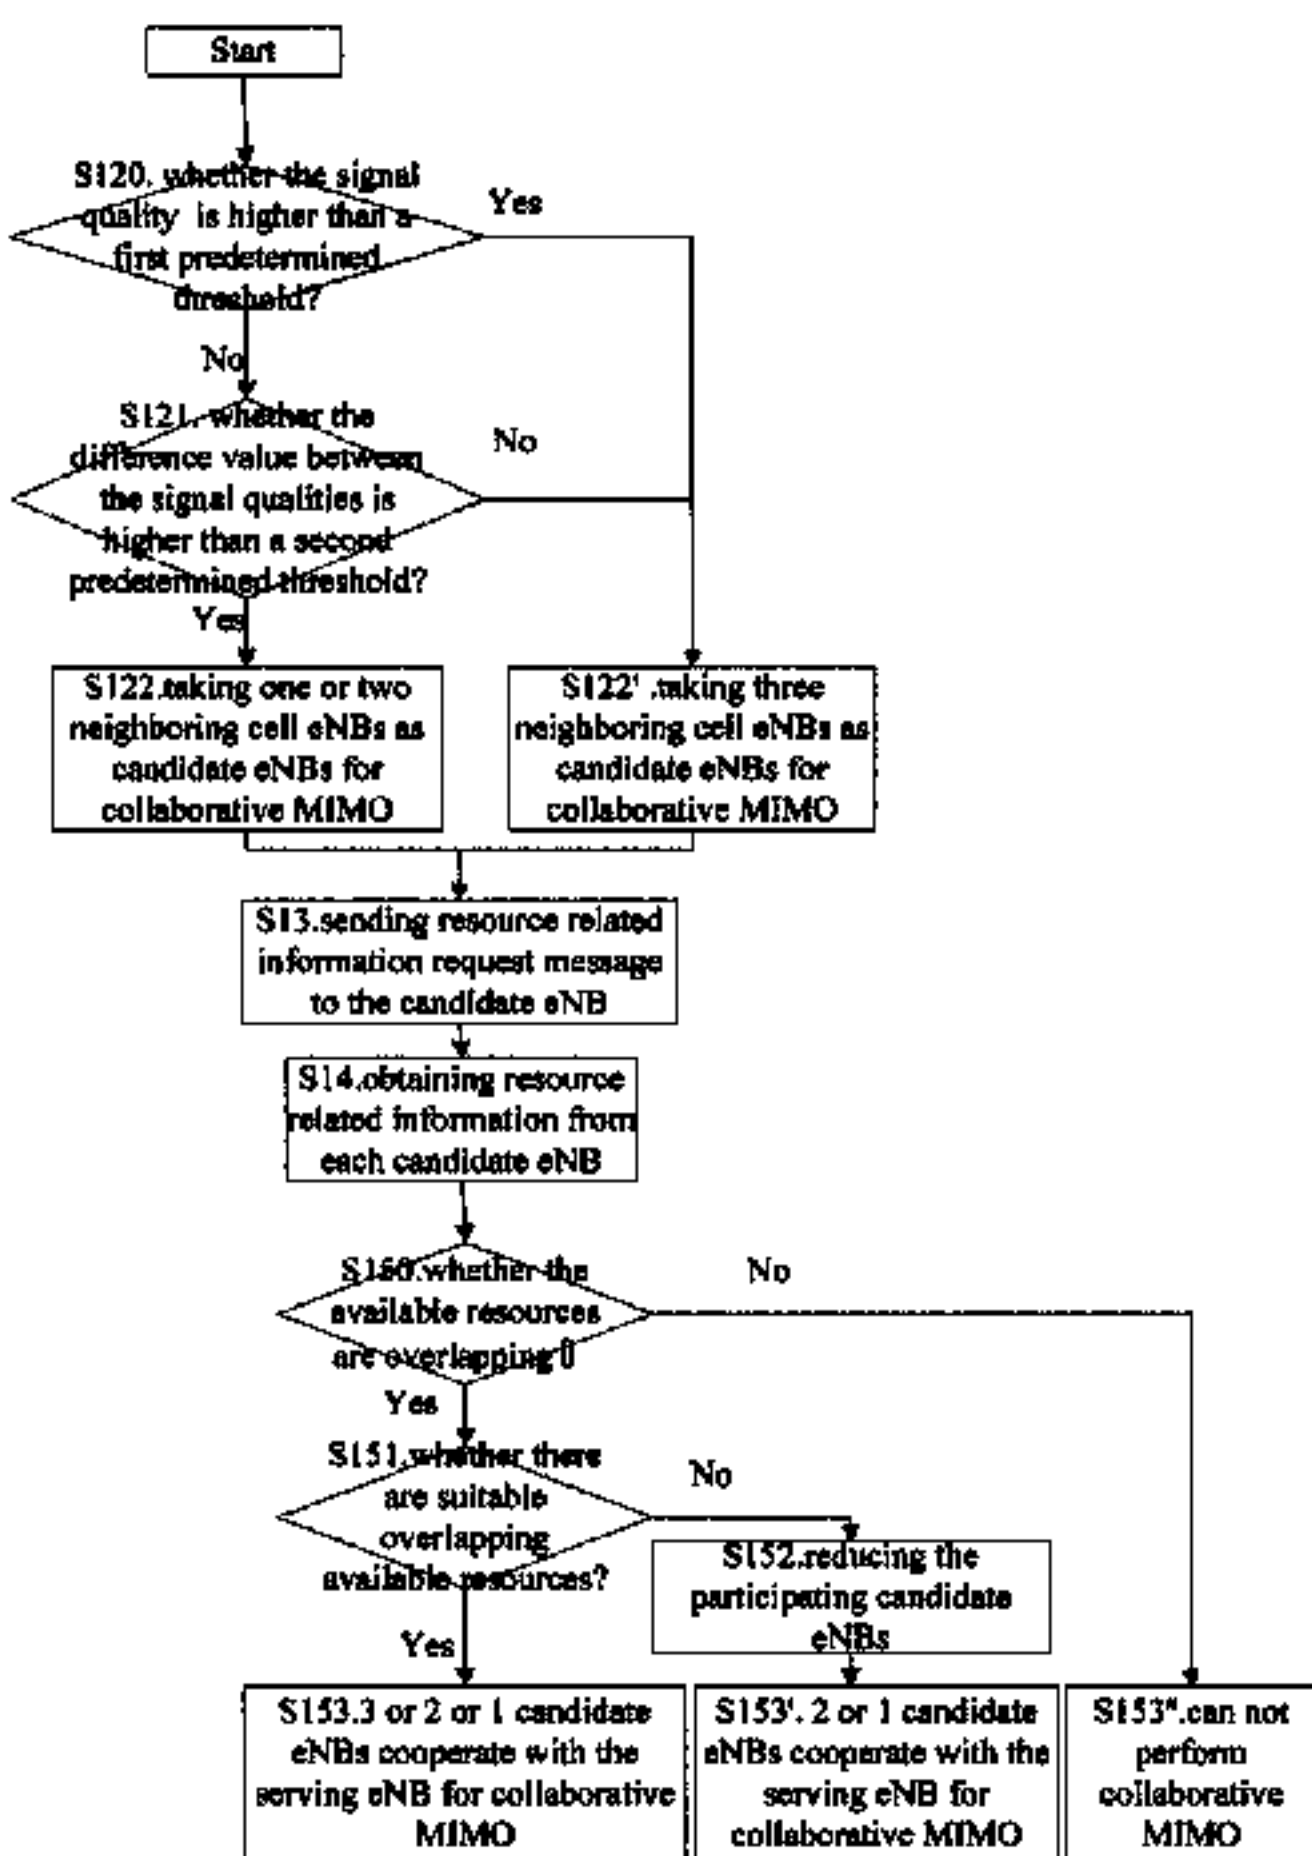 Start
S120. whether the signal
quality is higher than a
first predetermined
threshold?
Yes
No
S121. whether the
difference value between
the signal qualities is
higher than a second
predetermined threshold?
No
Yes
S122.taking one or two
neighboring cell eNBs as
candidate eNBs for
collaborative MIMO
S122' .taking three
neighboring cell eNBs as
candidate eNBs for
collaborative MIMO
S13.sending resource related
information request message
to the candidate eNB
S14.obtaining resource
related information from
each candidate eNB
S150.whether the
available resources
are overlapping
No
Yes
S151.whether there
are suitable
overlapping
available resources?
No
Yes
S152.reducing the
participating candidate
eNBs
S153.3 or 2 or 1 candidate
eNBs cooperate with the
serving eNB for collaborative
MIMO
S153'. 2 or 1 candidate
eNBs cooperate with the
serving eNB for
collaborative MIMO
S153".can not
perform
collaborative
MIMO